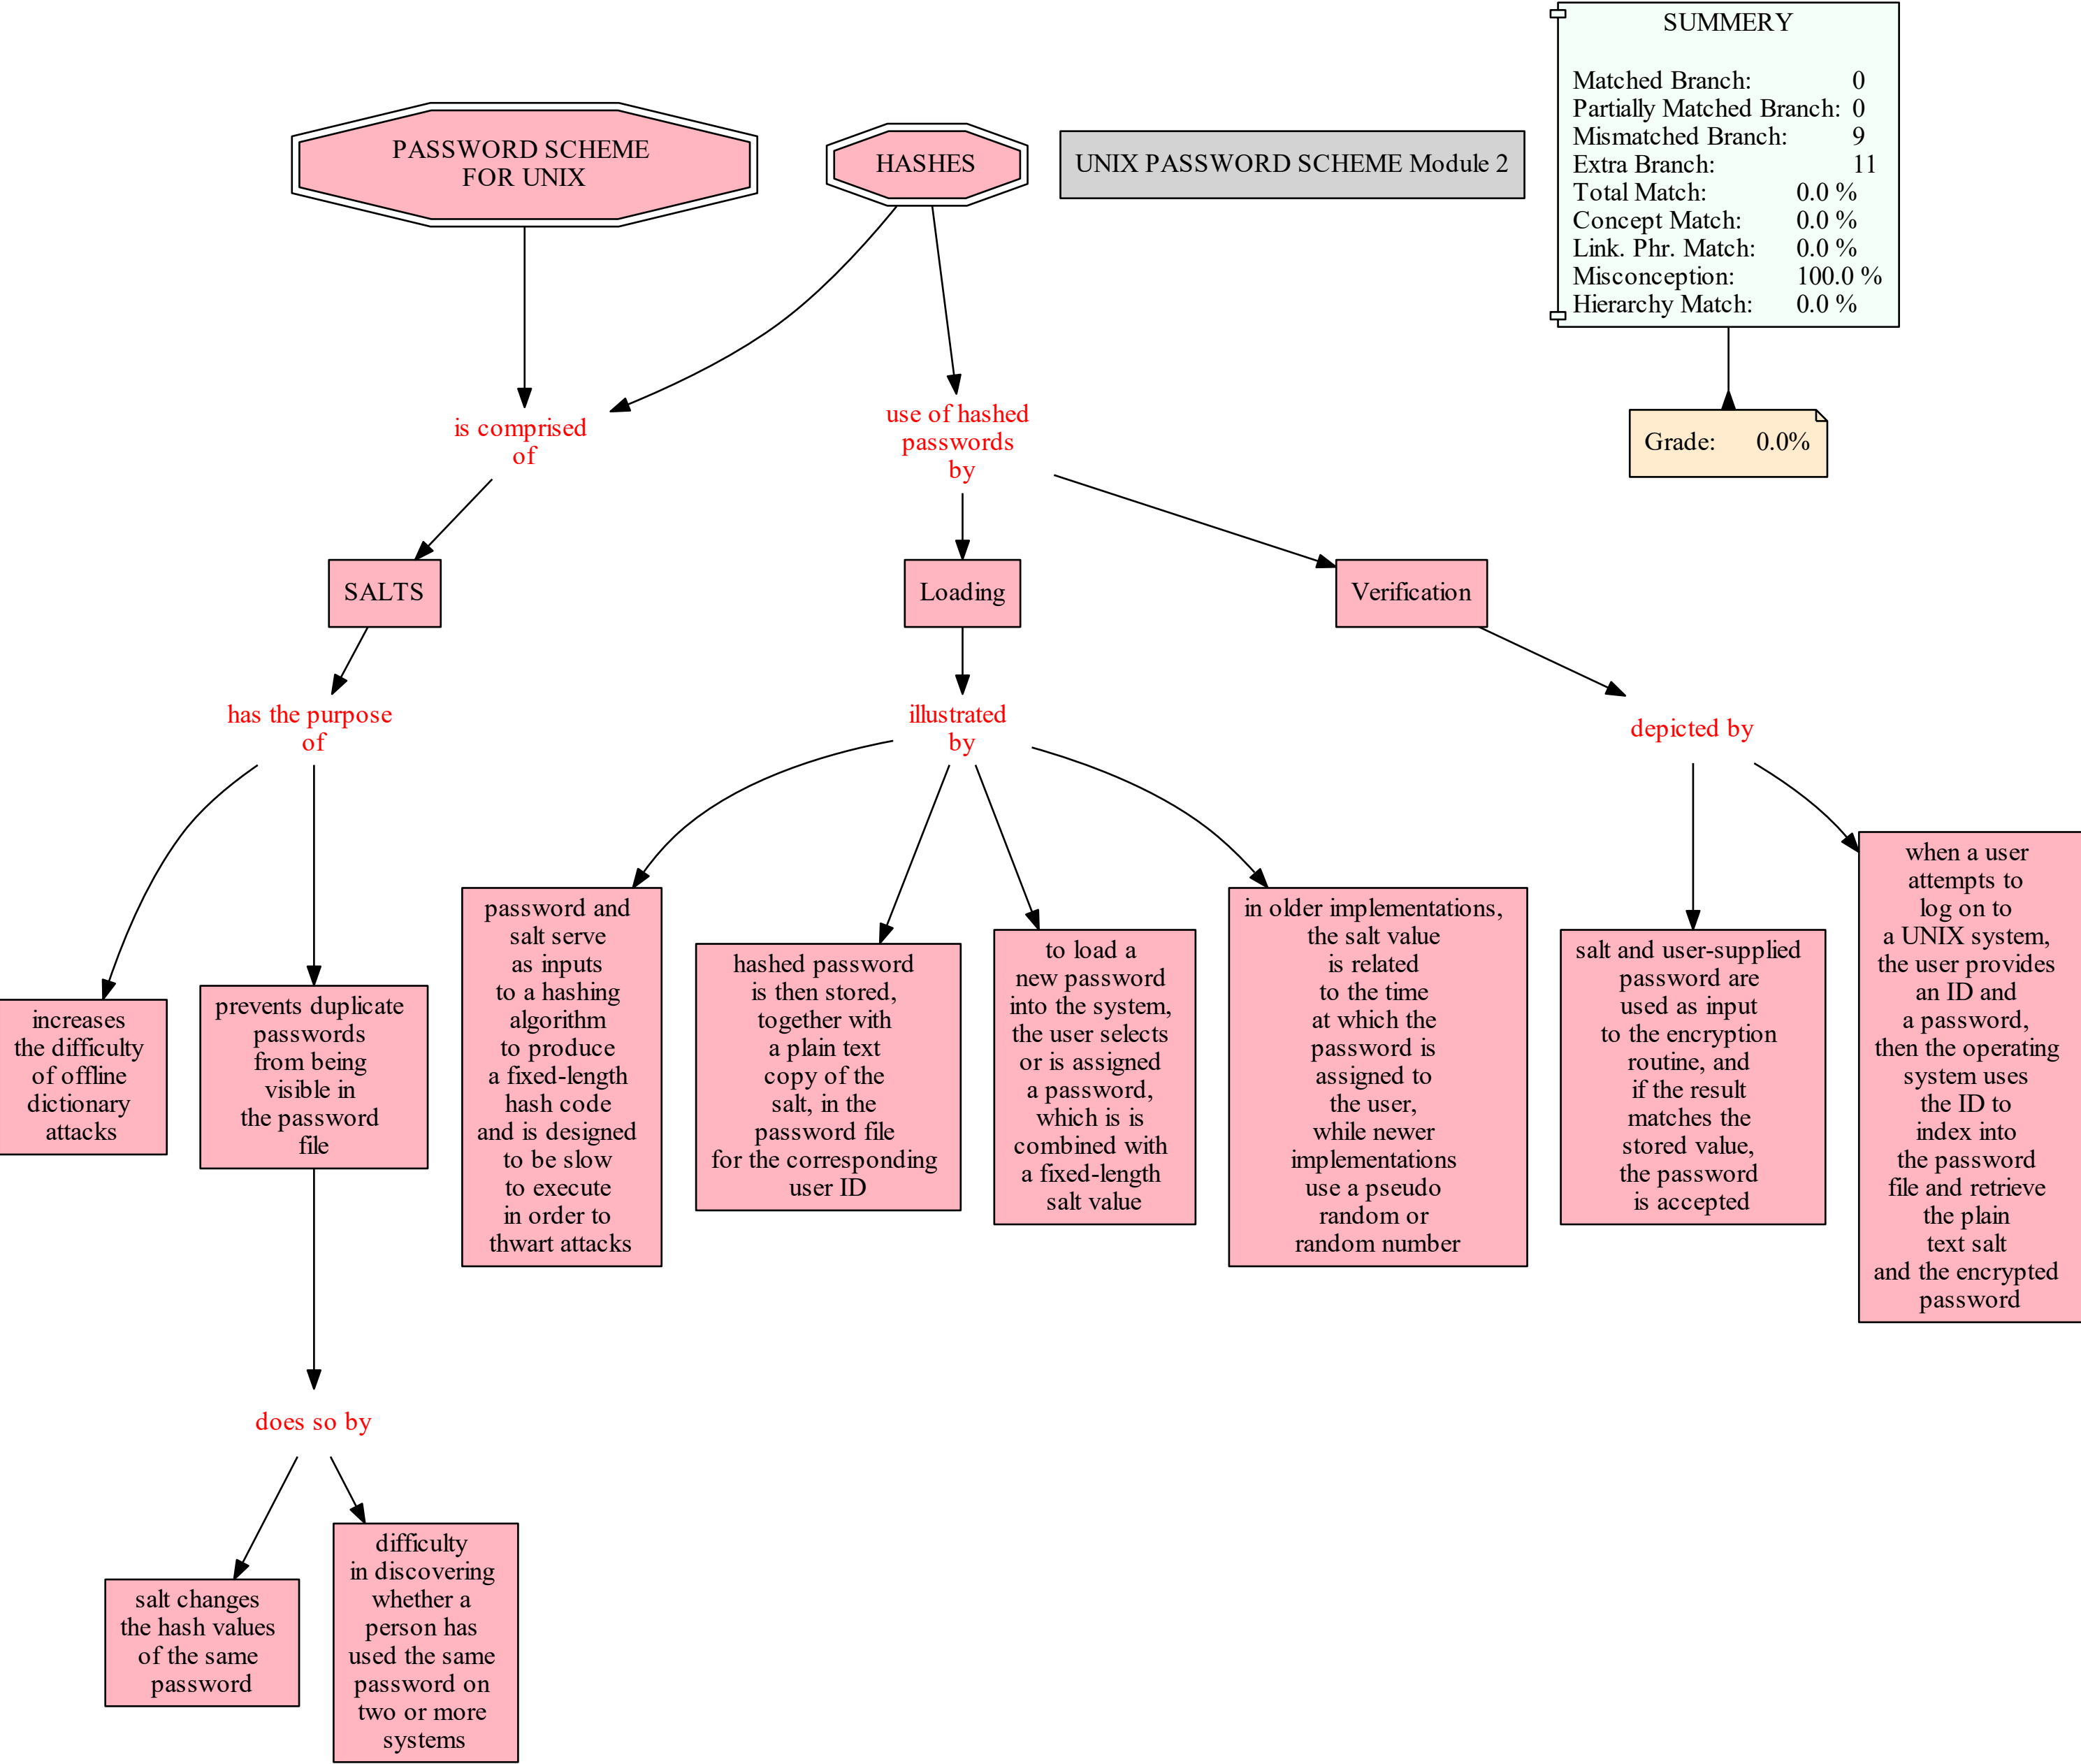 SUMMERY
Matched Branch: 0
Partially Matched Branch: 0
Mismatched Branch: 9
Extra Branch: 11
Total Match: 0.0 %
Concept Match: 0.0 %
Link. Phr. Match: 0.0 %
Misconception: 100.0 %
Hierarchy Match: 0.0 %
PASSWORD SCHEME
FOR UNIX
HASHES
UNIX PASSWORD SCHEME Module 2
is comprised
of
use of hashed
passwords
by
Grade: 0.0%
SALTS
Loading
Verification
has the purpose
of
illustrated
by
depicted by
increases
the difficulty
of offline
dictionary
attacks
prevents duplicate
passwords
from being
visible in
the password
file
password and
salt serve
as inputs
to a hashing
algorithm
to produce
a fixed-length
hash code
and is designed
to be slow
to execute
in order to
thwart attacks
hashed password
is then stored,
together with
a plain text
copy of the
salt, in the
password file
for the corresponding
user ID
to load a
new password
into the system,
the user selects
or is assigned
a password,
which is is
combined with
a fixed-length
salt value
in older implementations,
the salt value
is related
to the time
at which the
password is
assigned to
the user,
while newer
implementations
use a pseudo
random or
random number
salt and user-supplied
password are
used as input
to the encryption
routine, and
if the result
matches the
stored value,
the password
is accepted
when a user
attempts to
log on to
a UNIX system,
the user provides
an ID and
a password,
then the operating
system uses
the ID to
index into
the password
file and retrieve
the plain
text salt
and the encrypted
password
does so by
salt changes
the hash values
of the same
password
difficulty
in discovering
whether a
person has
used the same
password on
two or more
systems